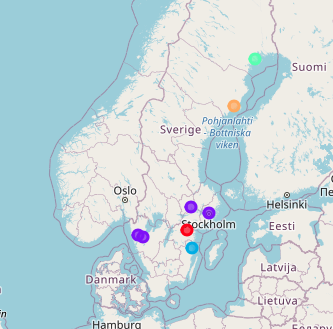 Suomi
Pohjanlahti
Bottniska
viken
Sverige
Oslo
Helsinki
Stockholm
Eesti
Latvija
Danmark
Lietuva
Hamburg